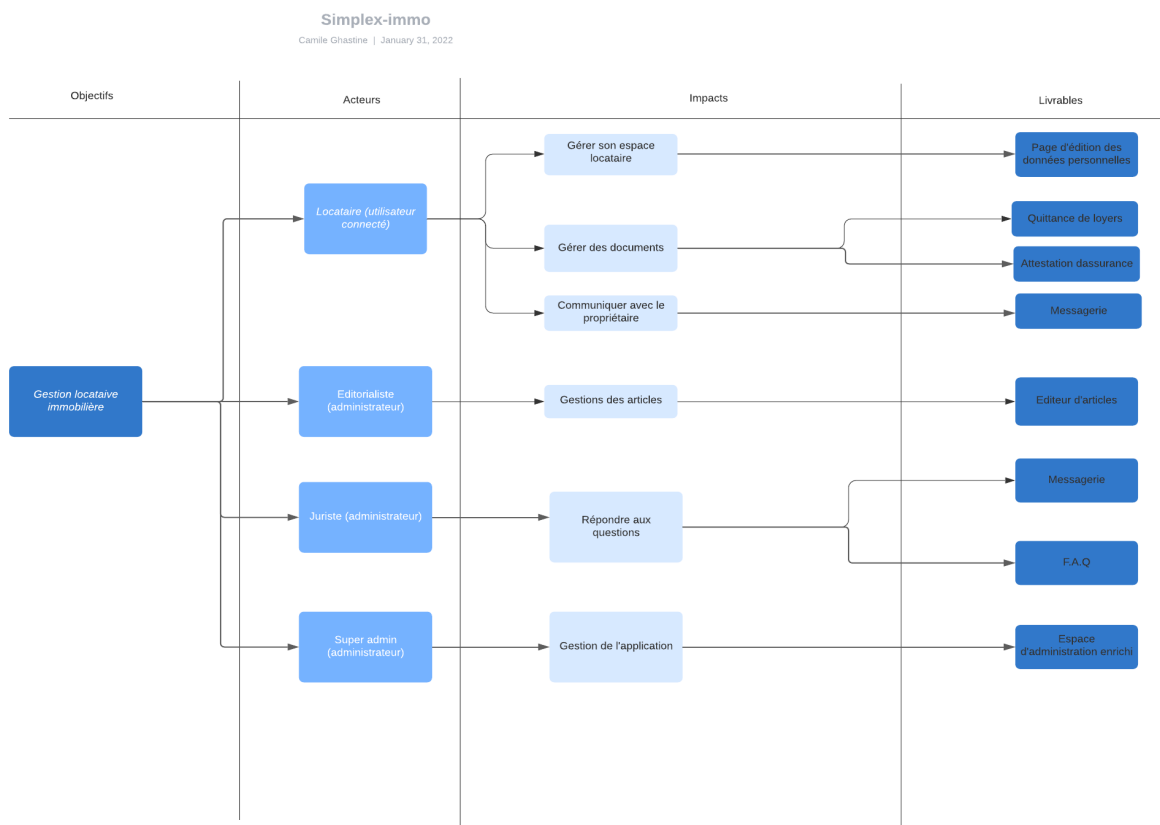 Simplex-immo
Camile Ghastine | January 31, 2022
Objectifs
Acteurs
Impacts
Livrables
Gérer son espace
locataire
Page d'édition des
données personnelles
Locataire (utilisateur
connecté)
Quittance de loyers
Gérer des documents
Attestation dassurance
Communiquer avec le
propriétaire
Messagerie
Gestion locataive
immobilière
Editorialiste
(administrateur)
Gestions des articles
Editeur d'articles
Messagerie
Juriste (administrateur)
Répondre aux
questions
F.A.Q
Super admin
(administrateur)
Gestion de l'application
Espace
d'administration enrichi